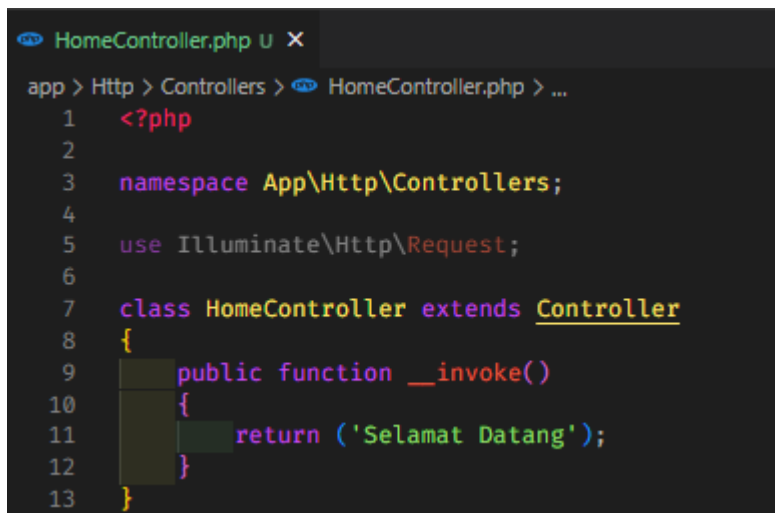 php HomeController.php U ×
app > Http > Controllers > php HomeController.php > ...
1 <?php
2
3 namespace App\Http\Controllers;
4
5 use Illuminate\Http\Request;
6
7 class HomeController extends Controller
8 {
9     public function __invoke()
10     {
11         return ('Selamat Datang');
12     }
13 }